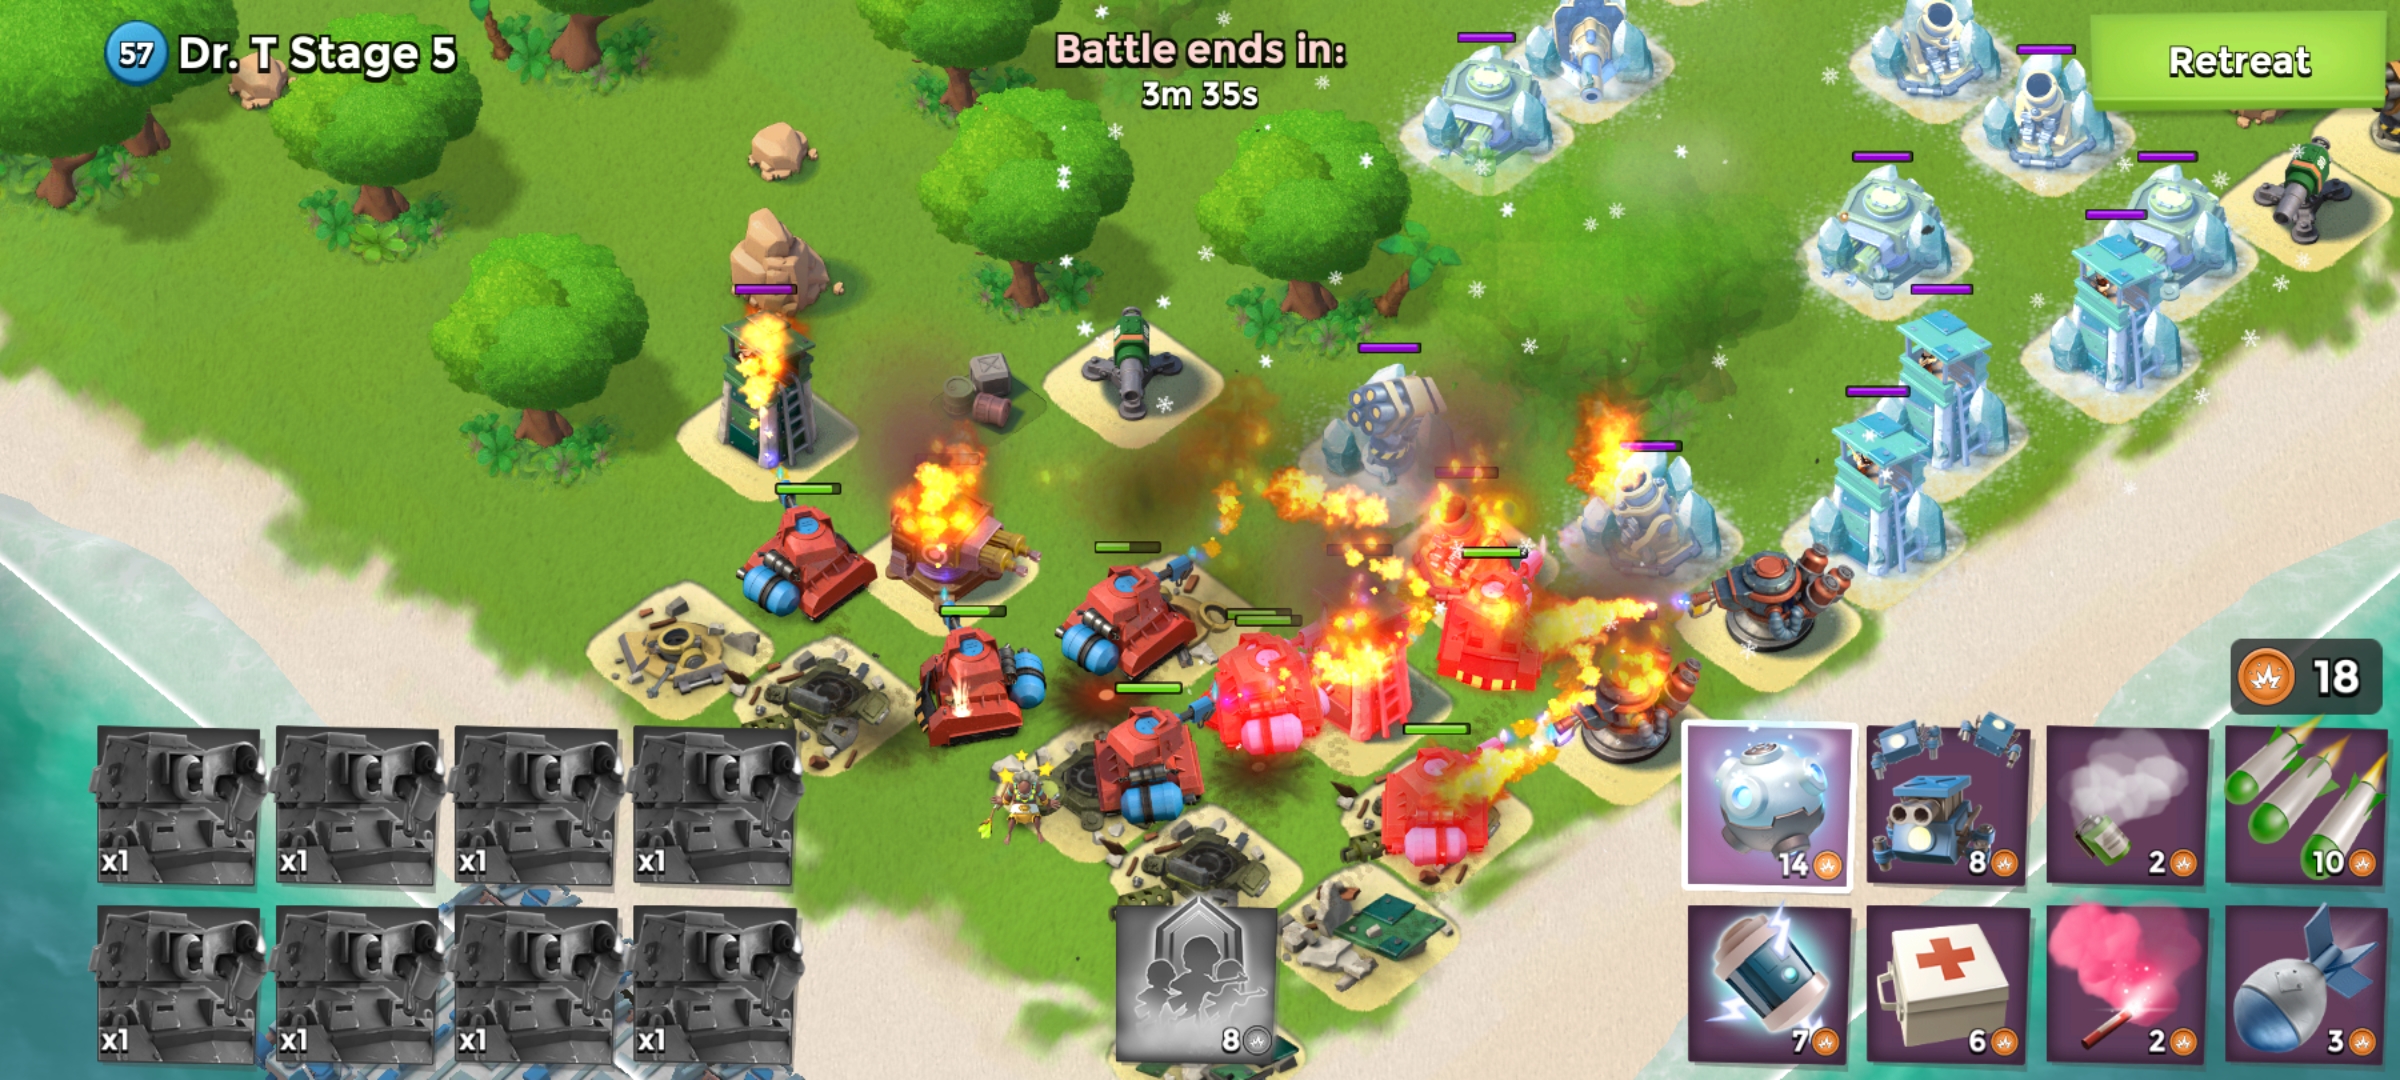 57 Dr. T Stage 5
Battle ends in:
3m 35s
Retreat
18
x1 x1 x1 x1
14 8 2 10
x1 x1 x1 x1
8
7 6 2 3